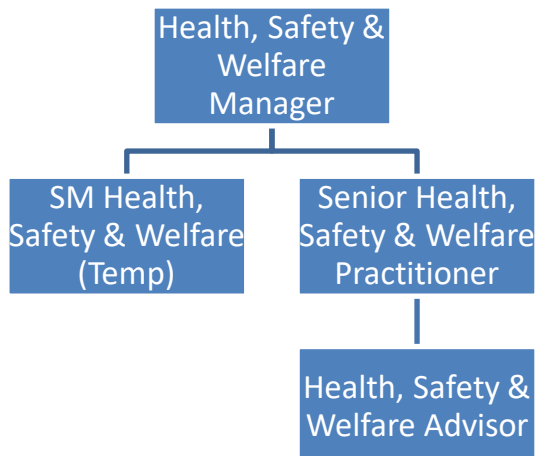 Health, Safety &
Welfare
Manager
SM Health,
Safety & Welfare
(Temp)
Senior Health,
Safety & Welfare
Practitioner
Health, Safety &
Welfare Advisor